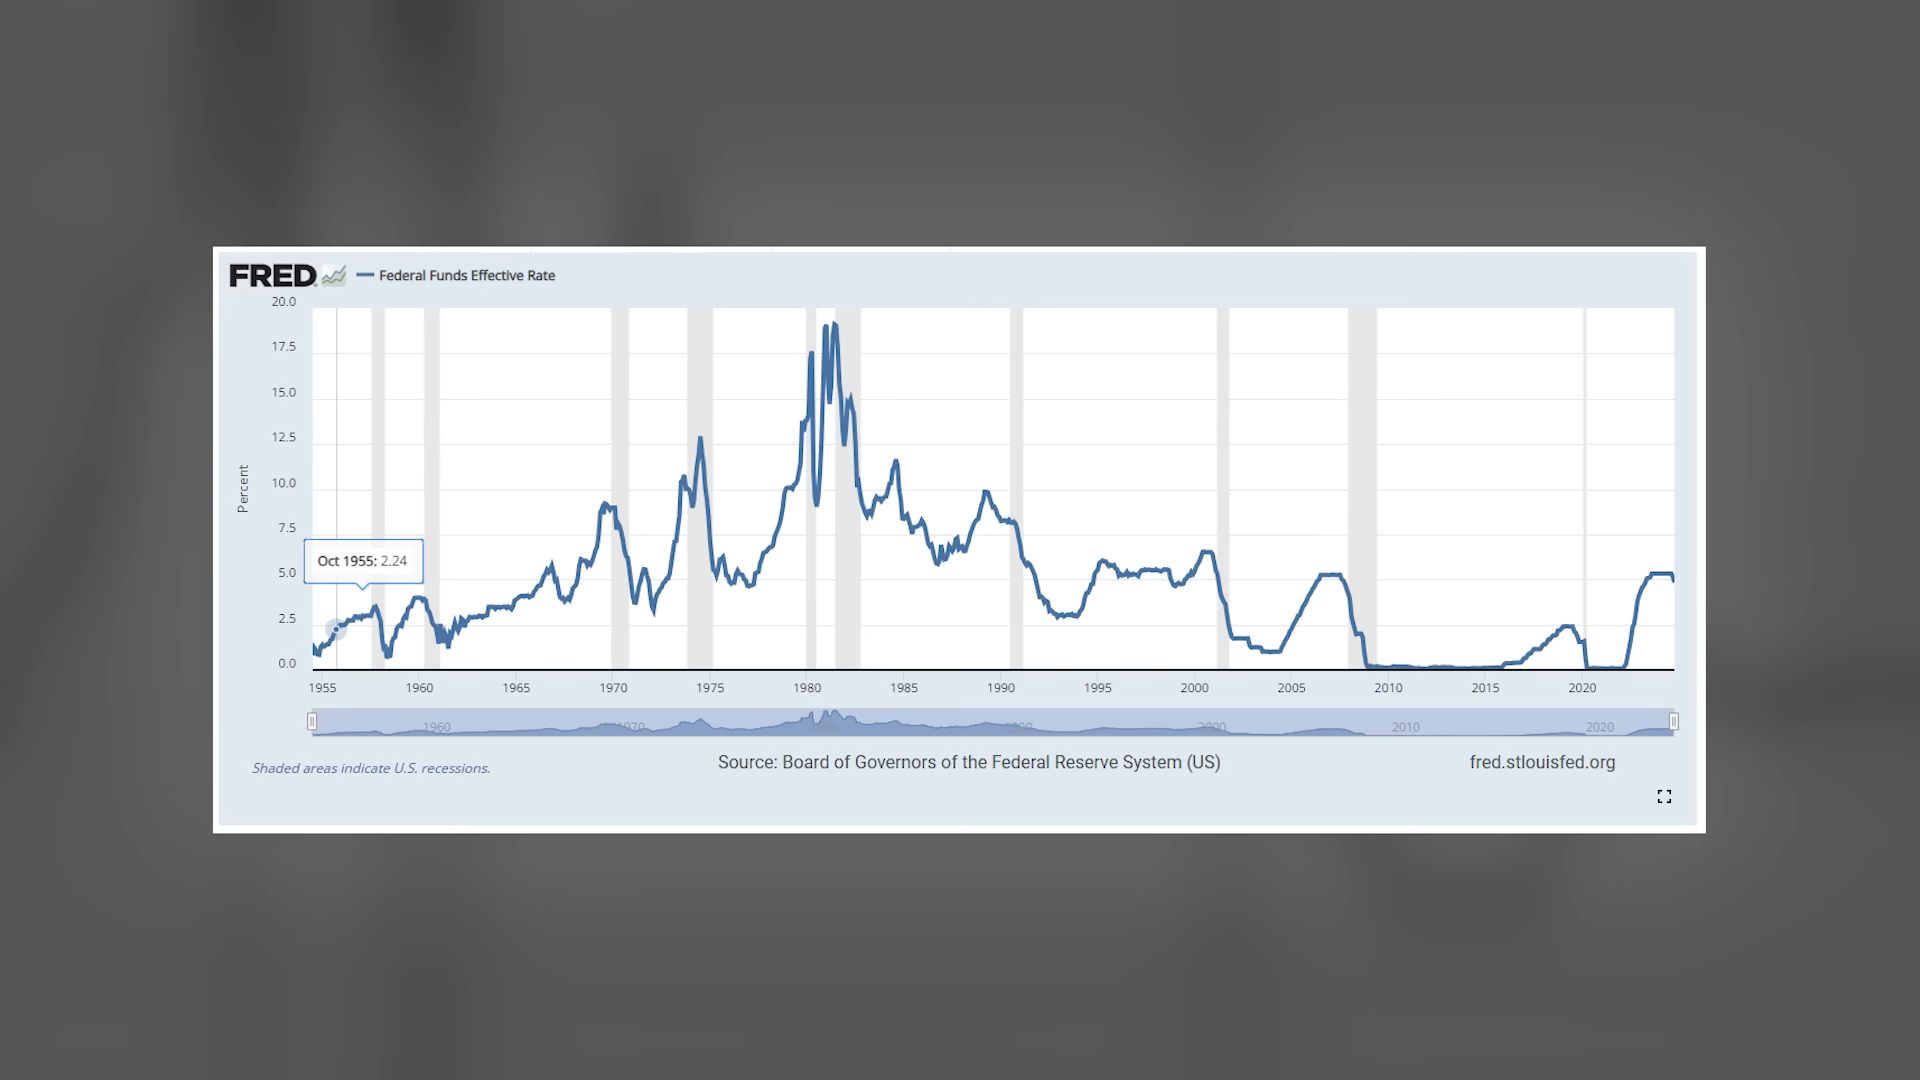 FRED Federal Funds Effective Rate
20.0
17.5
15.0
12.5
10.0
7.5
5.0
2.5
0.0
Percent
Oct 1955: 2.24
1955 1960 1965 1970 1975 1980 1985 1990 1995 2000 2005 2010 2015 2020
1960 1970 1990 2000 2010 2020
Shaded areas indicate U.S. recessions.
Source: Board of Governors of the Federal Reserve System (US)
fred.stlouisfed.org